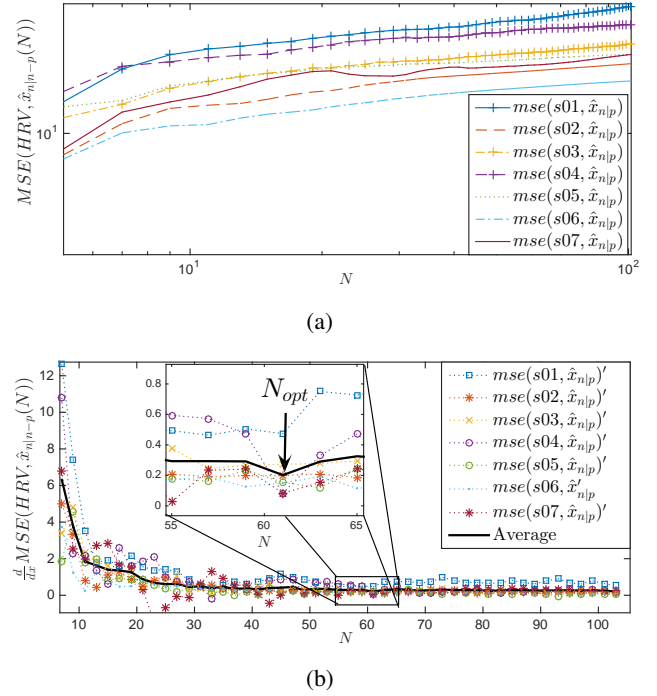 MSE(HRV, x̂ₙ|ₙ₋ₚ(N))
10¹
mse(s01, x̂ₙ|ₚ)
mse(s02, x̂ₙ|ₚ)
mse(s03, x̂ₙ|ₚ)
mse(s04, x̂ₙ|ₚ)
mse(s05, x̂ₙ|ₚ)
mse(s06, x̂ₙ|ₚ)
mse(s07, x̂ₙ|ₚ)
10¹ 10²
N
(a)
d/dx MSE(HRV, x̂ₙ|ₙ₋ₚ(N))
12
10
8
6
4
2
0
0.8
0.6
0.4
0.2
0
N_opt
55 60 65
N
mse(s01, x̂ₙ|ₚ)′
mse(s02, x̂ₙ|ₚ)′
mse(s03, x̂ₙ|ₚ)′
mse(s04, x̂ₙ|ₚ)′
mse(s05, x̂ₙ|ₚ)′
mse(s06, x̂′ₙ|ₚ)
mse(s07, x̂ₙ|ₚ)′
Average
10 20 30 40 50 60 70 80 90 100
N
(b)